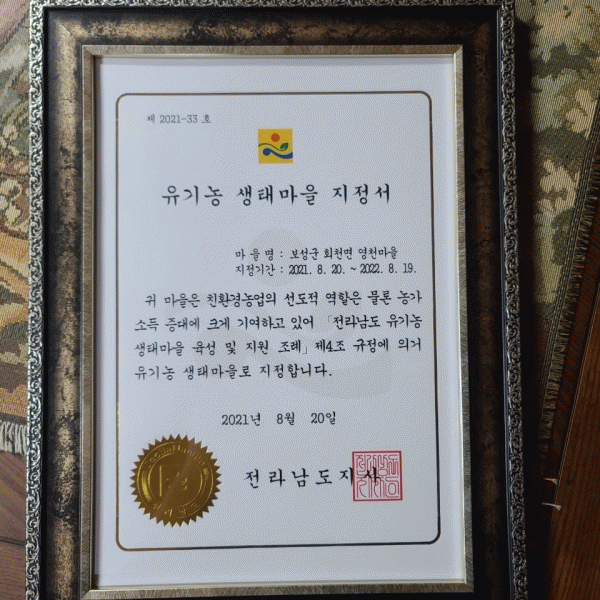 제 2021-33 호
유기농 생태마을 지정서
마 을 명 : 보성군 회천면 영천마을
지정기간 : 2021. 8. 20. ~ 2022. 8. 19.
귀 마을은 친환경농업의 선도적 역할은 물론 농가
소득 증대에 크게 기여하고 있어 「전라남도 유기농
생태마을 육성 및 지원 조례」제4조 규정에 의거
유기농 생태마을로 지정합니다.
2021년 8월 20일
전라남도지사